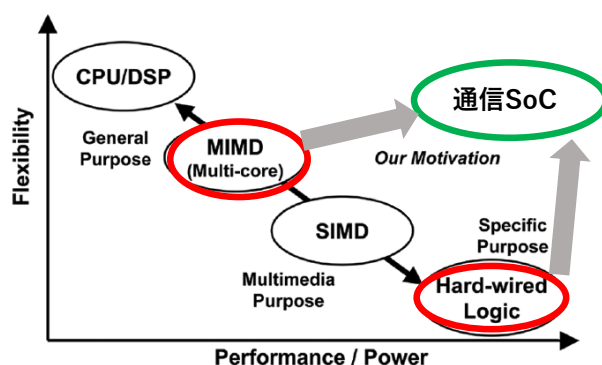 CPU/DSP
通信SoC
General
Purpose
MIMD
(Multi-core)
Our Motivation
Flexibility
SIMD
Specific
Purpose
Multimedia
Purpose
Hard-wired
Logic
Performance / Power